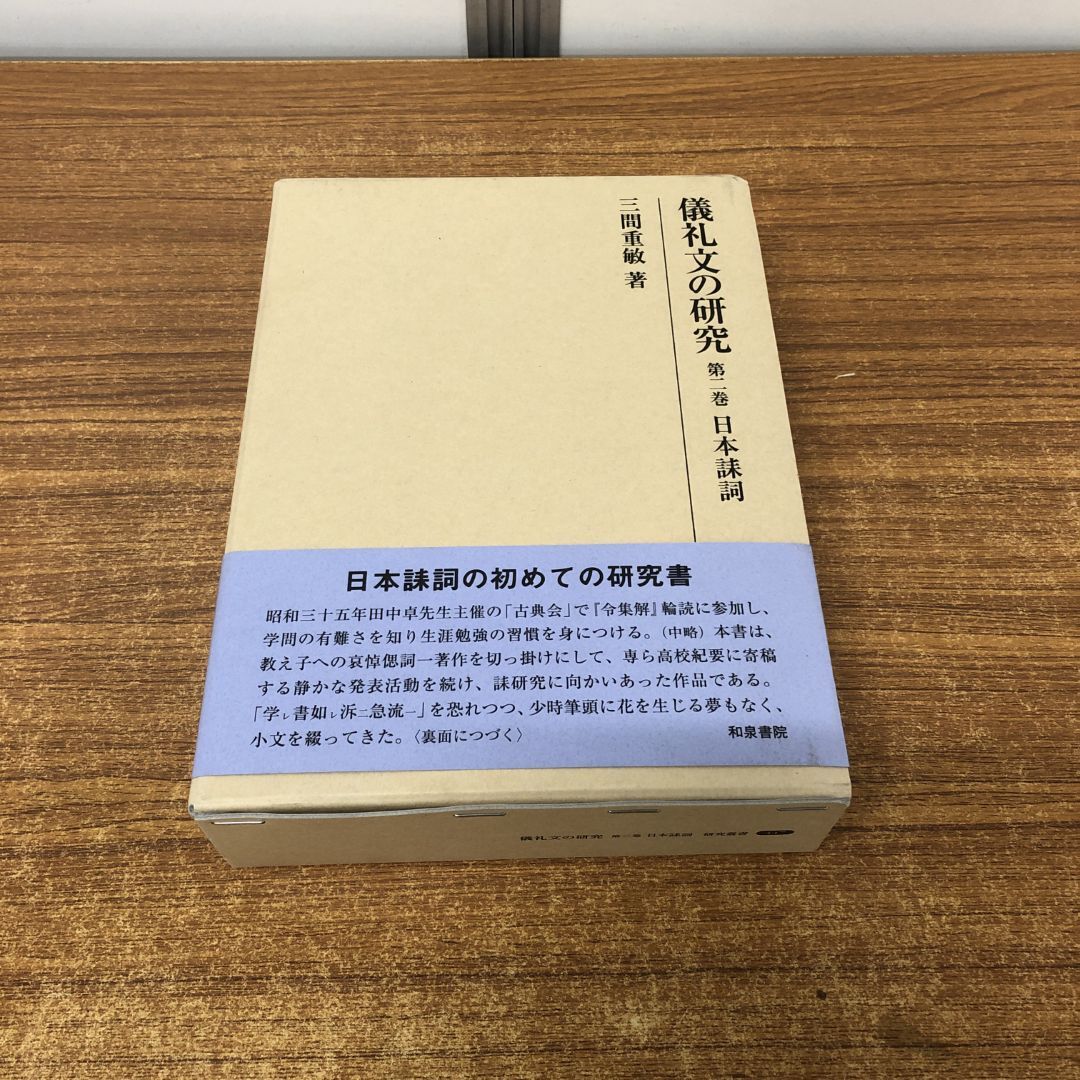 儀礼文の研究 第二巻 日本誄詞
三間重敏 著
日本誄詞の初めての研究書
昭和三十五年田中卓先生主催の「古典会」で『令集解』輪読に参加し、
学問の有難さを知り生涯勉強の習慣を身につける。（中略）本書は、
教え子への哀悼偲詞一著作を切っ掛けにして、専ら高校紀要に寄稿
する静かな発表活動を続け、誄研究に向かいあった作品である。
「学レ書如レ泝二急流一」を恐れつつ、少時筆頭に花を生じる夢もなく、
小文を綴ってきた。〈裏面につづく〉
和泉書院
儀礼文の研究 第二巻 日本誄詞 研究叢書